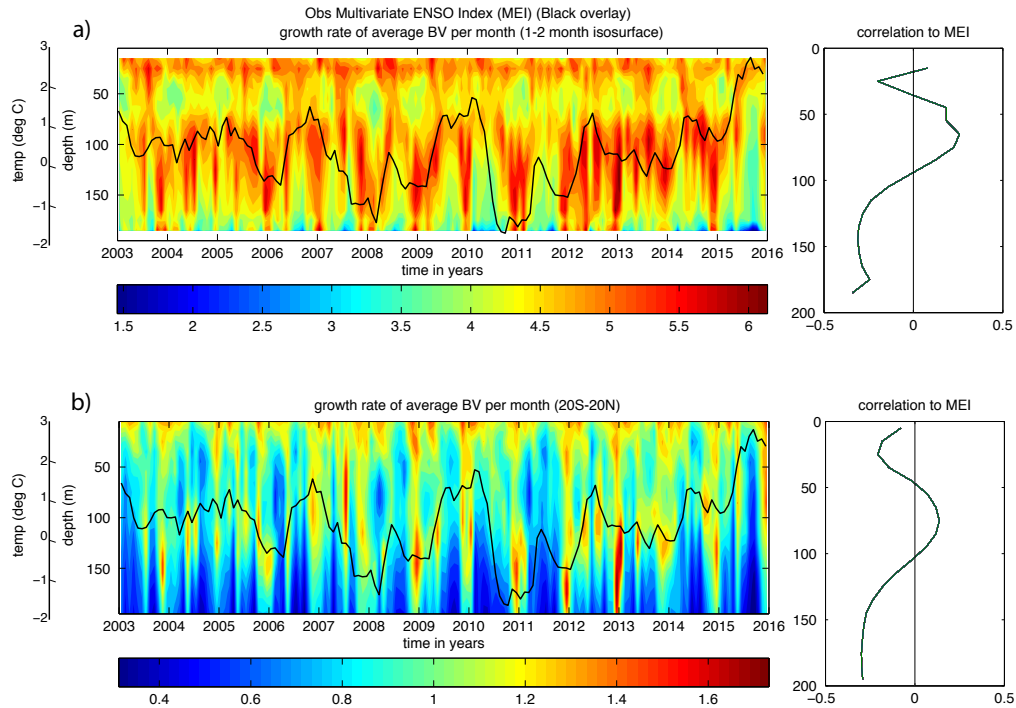 Obs Multivariate ENSO Index (MEI) (Black overlay)
a)
growth rate of average BV per month (1-2 month isosurface)
correlation to MEI
3
2
1
0
−1
−2
temp (deg C)
depth (m)
50
100
150
2003 2004 2005 2006 2007 2008 2009 2010 2011 2012 2013 2014 2015 2016
time in years
1.5 2 2.5 3 3.5 4 4.5 5 5.5 6
0
50
100
150
200
−0.5 0 0.5
b)
growth rate of average BV per month (20S-20N)
correlation to MEI
3
2
1
0
−1
−2
temp (deg C)
depth (m)
50
100
150
2003 2004 2005 2006 2007 2008 2009 2010 2011 2012 2013 2014 2015 2016
time in years
0.4 0.6 0.8 1 1.2 1.4 1.6
0
50
100
150
200
−0.5 0 0.5